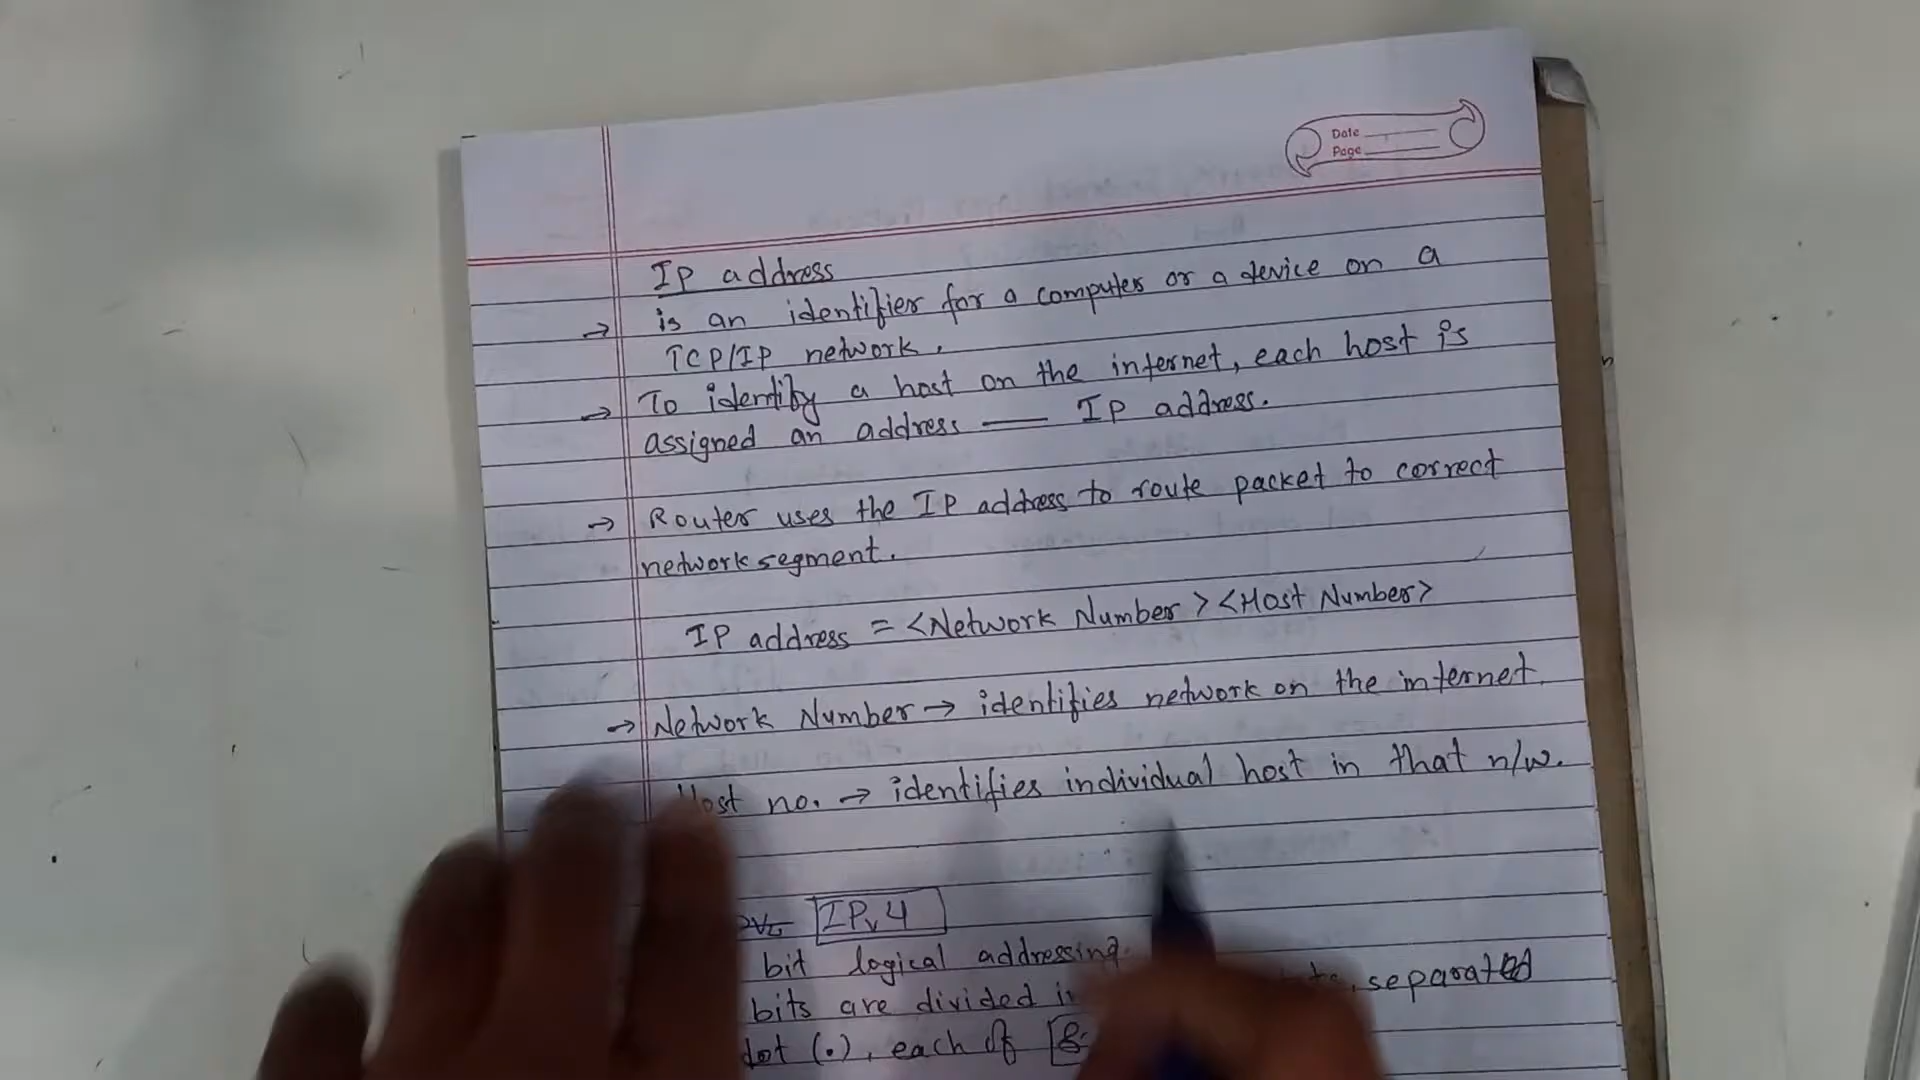 Date
Page
IP address
→ is an identifier for a computer or a device on a
TCP/IP network.
→ To identify a host on the internet, each host is
assigned an address — IP address.
→ Router uses the IP address to route packet to correct
network segment.
IP address = <Network Number> <Host Number>
→ Network Number → identifies network on the internet.
Host no. → identifies individual host in that n/w.
IPv4
bit logical addressing.
bits are divided separated
dot (.), each of